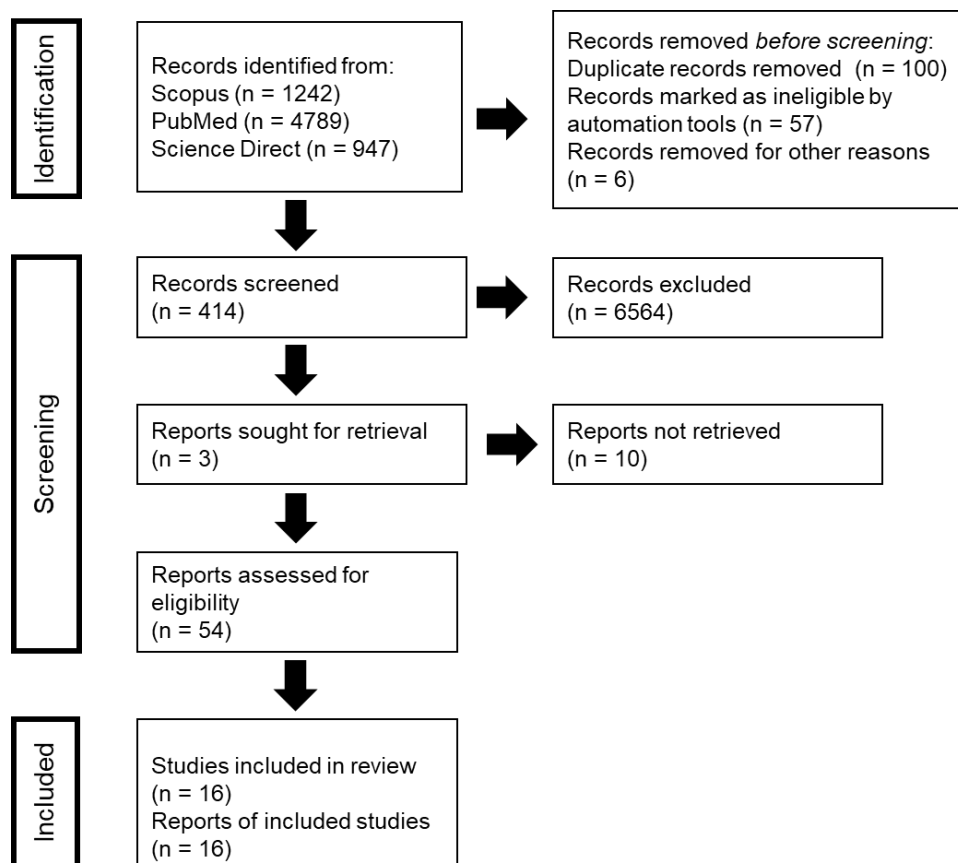 Identification
Records identified from:
Scopus (n = 1242)
PubMed (n = 4789)
Science Direct (n = 947)
Records removed before screening:
Duplicate records removed (n = 100)
Records marked as ineligible by
automation tools (n = 57)
Records removed for other reasons
(n = 6)
Screening
Records screened
(n = 414)
Records excluded
(n = 6564)
Reports sought for retrieval
(n = 3)
Reports not retrieved
(n = 10)
Reports assessed for
eligibility
(n = 54)
Included
Studies included in review
(n = 16)
Reports of included studies
(n = 16)